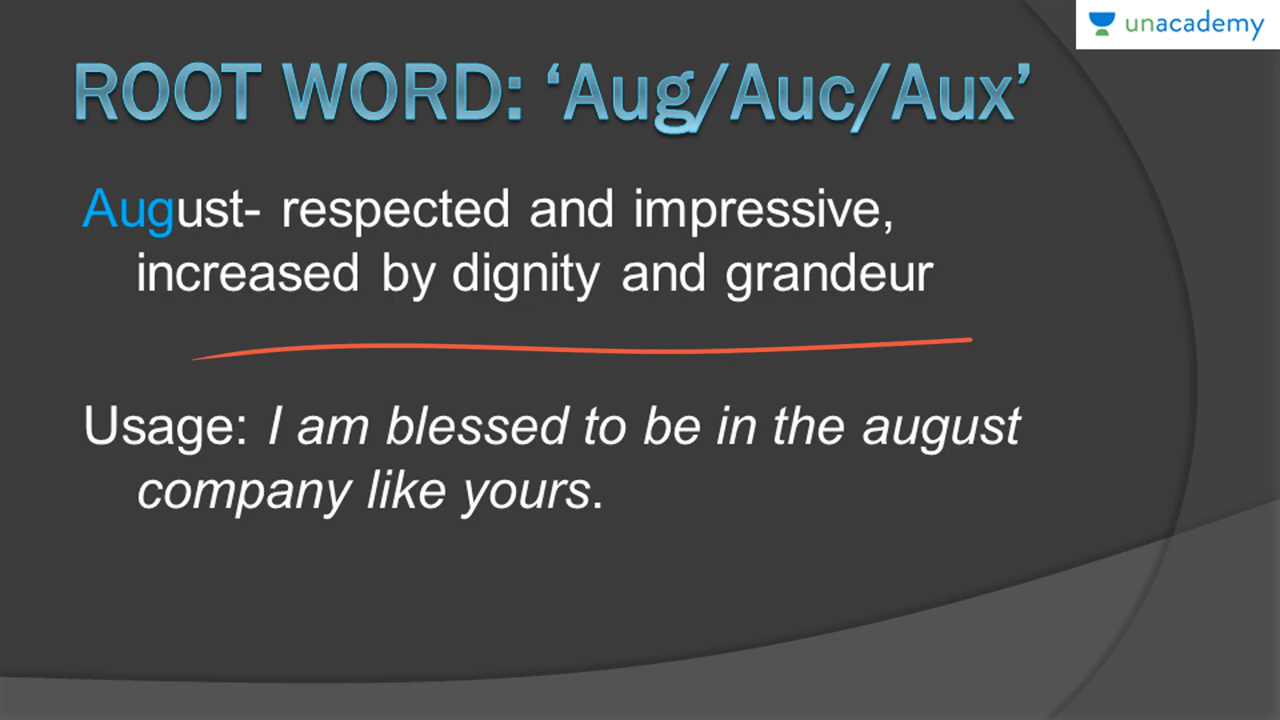 unacademy
ROOT WORD: ‘Aug/Auc/Aux’
August- respected and impressive,
increased by dignity and grandeur
Usage: I am blessed to be in the august
company like yours.